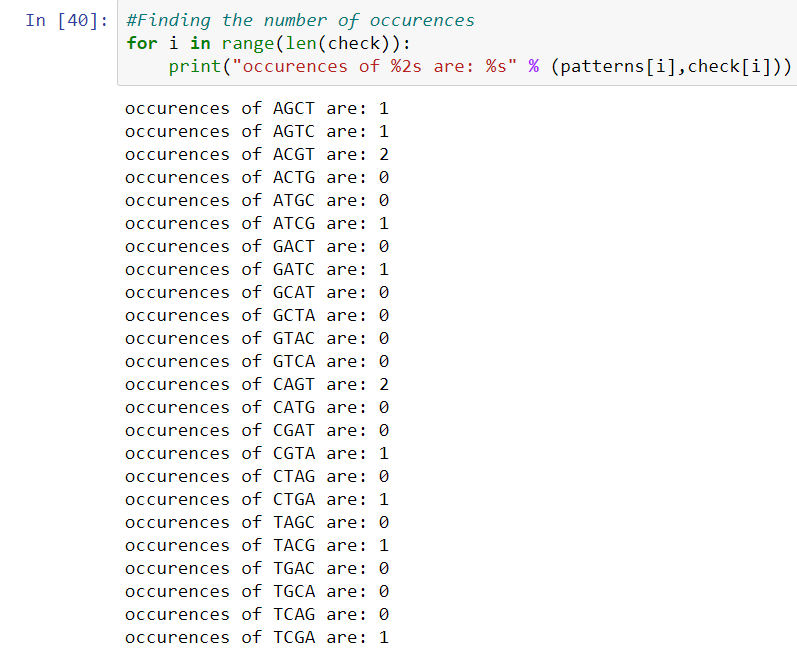 In [40]: #Finding the number of occurences
for i in range(len(check)):
    print("occurences of %2s are: %s" % (patterns[i],check[i]))
occurences of AGCT are: 1
occurences of AGTC are: 1
occurences of ACGT are: 2
occurences of ACTG are: 0
occurences of ATGC are: 0
occurences of ATCG are: 1
occurences of GACT are: 0
occurences of GATC are: 1
occurences of GCAT are: 0
occurences of GCTA are: 0
occurences of GTAC are: 0
occurences of GTCA are: 0
occurences of CAGT are: 2
occurences of CATG are: 0
occurences of CGAT are: 0
occurences of CGTA are: 1
occurences of CTAG are: 0
occurences of CTGA are: 1
occurences of TAGC are: 0
occurences of TACG are: 1
occurences of TGAC are: 0
occurences of TGCA are: 0
occurences of TCAG are: 0
occurences of TCGA are: 1